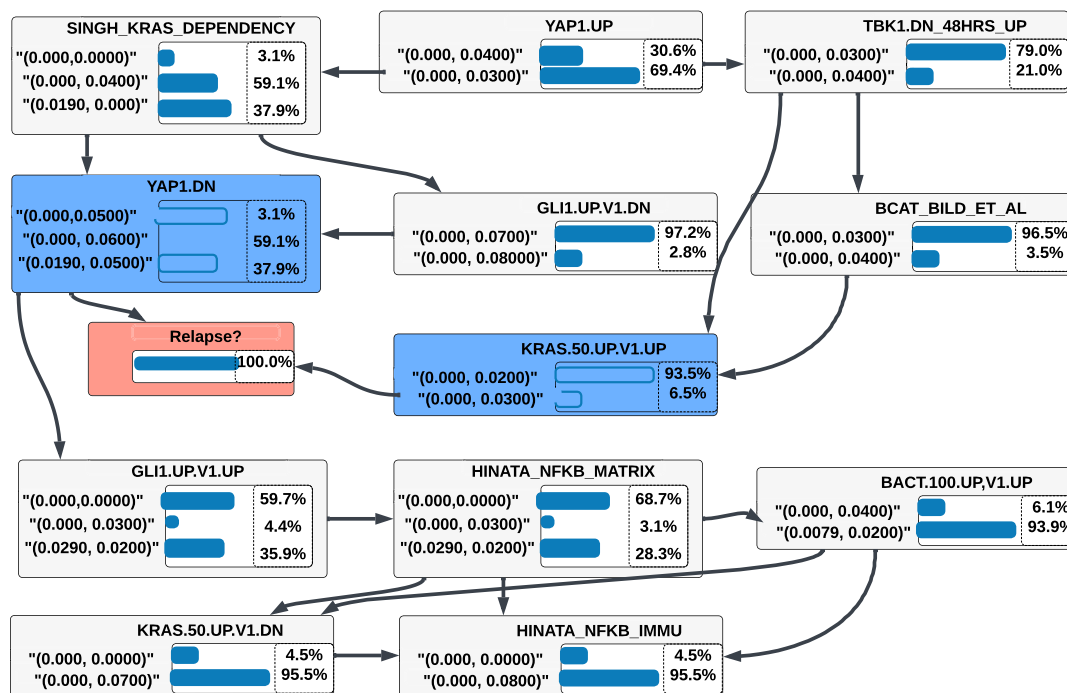 SINGH_KRAS_DEPENDENCY
"(0.000,0.0000)" 3.1%
"(0.000, 0.0400)" 59.1%
"(0.0190, 0.000)" 37.9%
YAP1.UP
"(0.000, 0.0400)" 30.6%
"(0.000, 0.0300)" 69.4%
TBK1.DN_48HRS_UP
"(0.000, 0.0300)" 79.0%
"(0.000, 0.0400)" 21.0%
YAP1.DN
"(0.000,0.0500)" 3.1%
"(0.000, 0.0600)" 59.1%
"(0.0190, 0.0500)" 37.9%
GLI1.UP.V1.DN
"(0.000, 0.0700)" 97.2%
"(0.000, 0.08000)" 2.8%
BCAT_BILD_ET_AL
"(0.000, 0.0300)" 96.5%
"(0.000, 0.0400)" 3.5%
Relapse?
100.0%
KRAS.50.UP.V1.UP
"(0.000, 0.0200)" 93.5%
"(0.000, 0.0300)" 6.5%
GLI1.UP.V1.UP
"(0.000,0.0000)" 59.7%
"(0.000, 0.0300)" 4.4%
"(0.0290, 0.0200)" 35.9%
HINATA_NFKB_MATRIX
"(0.000,0.0000)" 68.7%
"(0.000, 0.0300)" 3.1%
"(0.0290, 0.0200)" 28.3%
BACT.100.UP,V1.UP
"(0.000, 0.0400)" 6.1%
"(0.0079, 0.0200)" 93.9%
KRAS.50.UP.V1.DN
"(0.000, 0.0000)" 4.5%
"(0.000, 0.0700)" 95.5%
HINATA_NFKB_IMMU
"(0.000, 0.0000)" 4.5%
"(0.000, 0.0800)" 95.5%